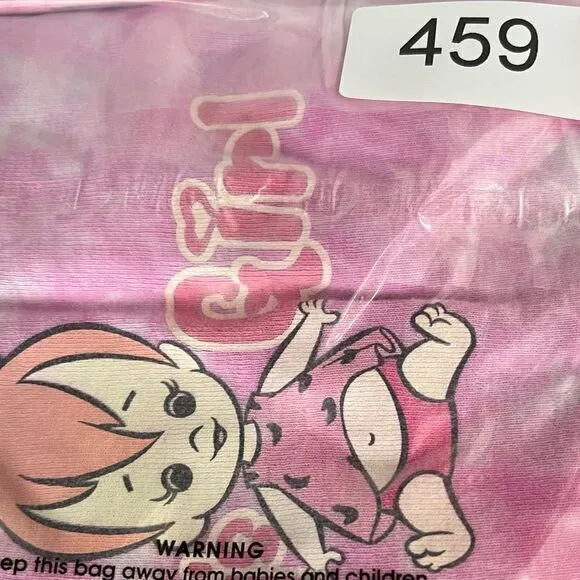 459
Girl
WARNING
ep this bag away from babies and children